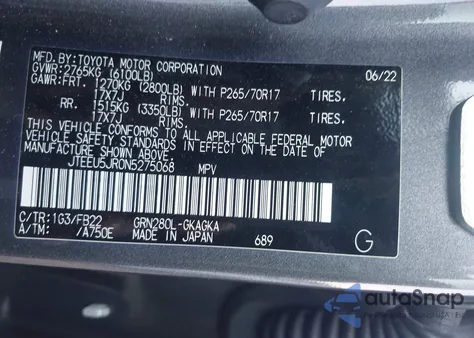 MFD.BY:TOYOTA MOTOR CORPORATION 06/22
GVWR:2765KG (6100LB)
GAWR:FRT. 1270KG (2800LB) WITH P265/70R17 TIRES,
17X7J RIMS,
RR. 1515KG (3350LB) WITH P265/70R17 TIRES,
17X7J RIMS,
THIS VEHICLE CONFORMS TO ALL APPLICABLE FEDERAL MOTOR
VEHICLE SAFETY STANDARDS IN EFFECT ON THE DATE OF
MANUFACTURE SHOWN ABOVE.
JTEEU5JR0N5275068 MPV
C/TR:1G3/FB22 GRN280L-GKAGKA
A/TM: /A750E MADE IN JAPAN 689 G
autoSnap